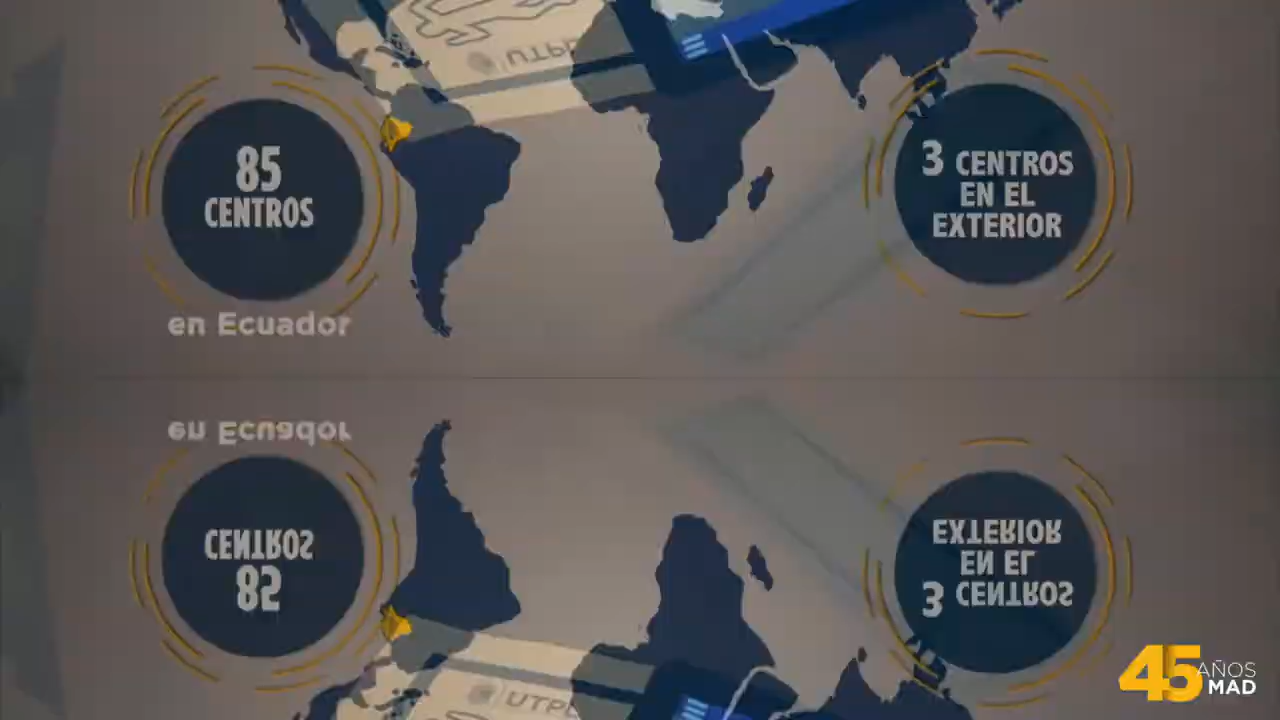 UTPL
85
CENTROS
en Ecuador
3 CENTROS
EN EL
EXTERIOR
en Ecuador
CENTROS
85
EXTERIOR
EN EL
3 CENTROS
UTPL
45 AÑOS
MAD